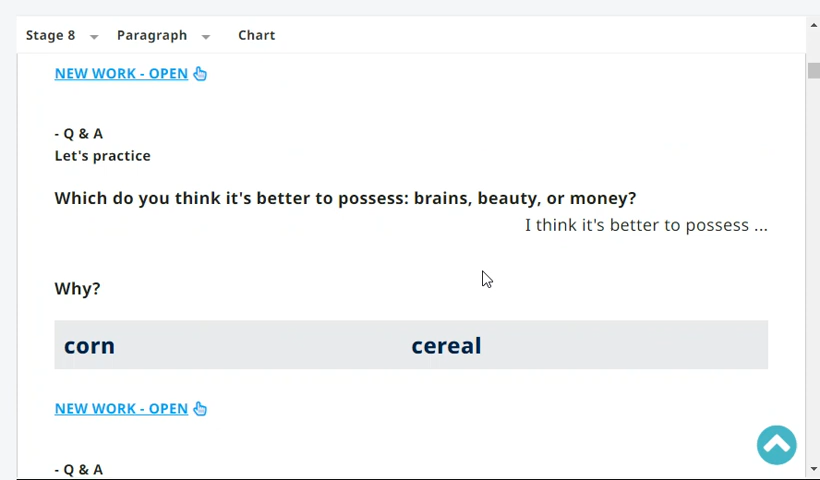 Stage 8 Paragraph Chart
NEW WORK - OPEN
- Q & A
Let's practice
Which do you think it's better to possess: brains, beauty, or money?
I think it's better to possess ...
Why?
corn cereal
NEW WORK - OPEN
- Q & A